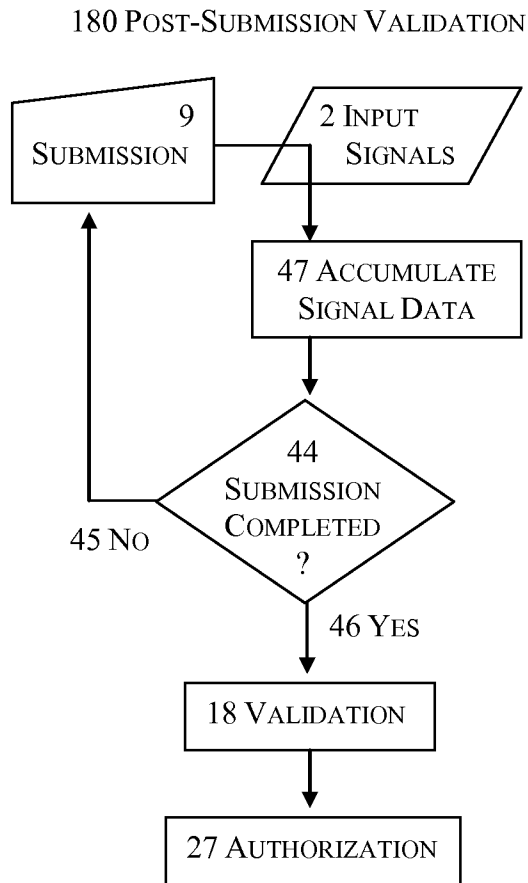 180 POST-SUBMISSION VALIDATION
9
SUBMISSION
2 INPUT
SIGNALS
47 ACCUMULATE
SIGNAL DATA
44
SUBMISSION
COMPLETED
?
45 NO
46 YES
18 VALIDATION
27 AUTHORIZATION